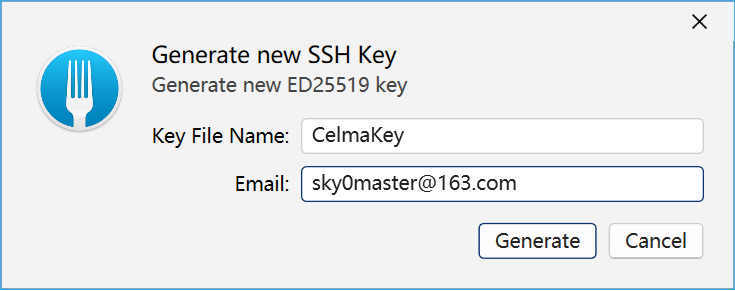 Generate new SSH Key
Generate new ED25519 key
Key File Name: CelmaKey
Email: sky0master@163.com
Generate Cancel